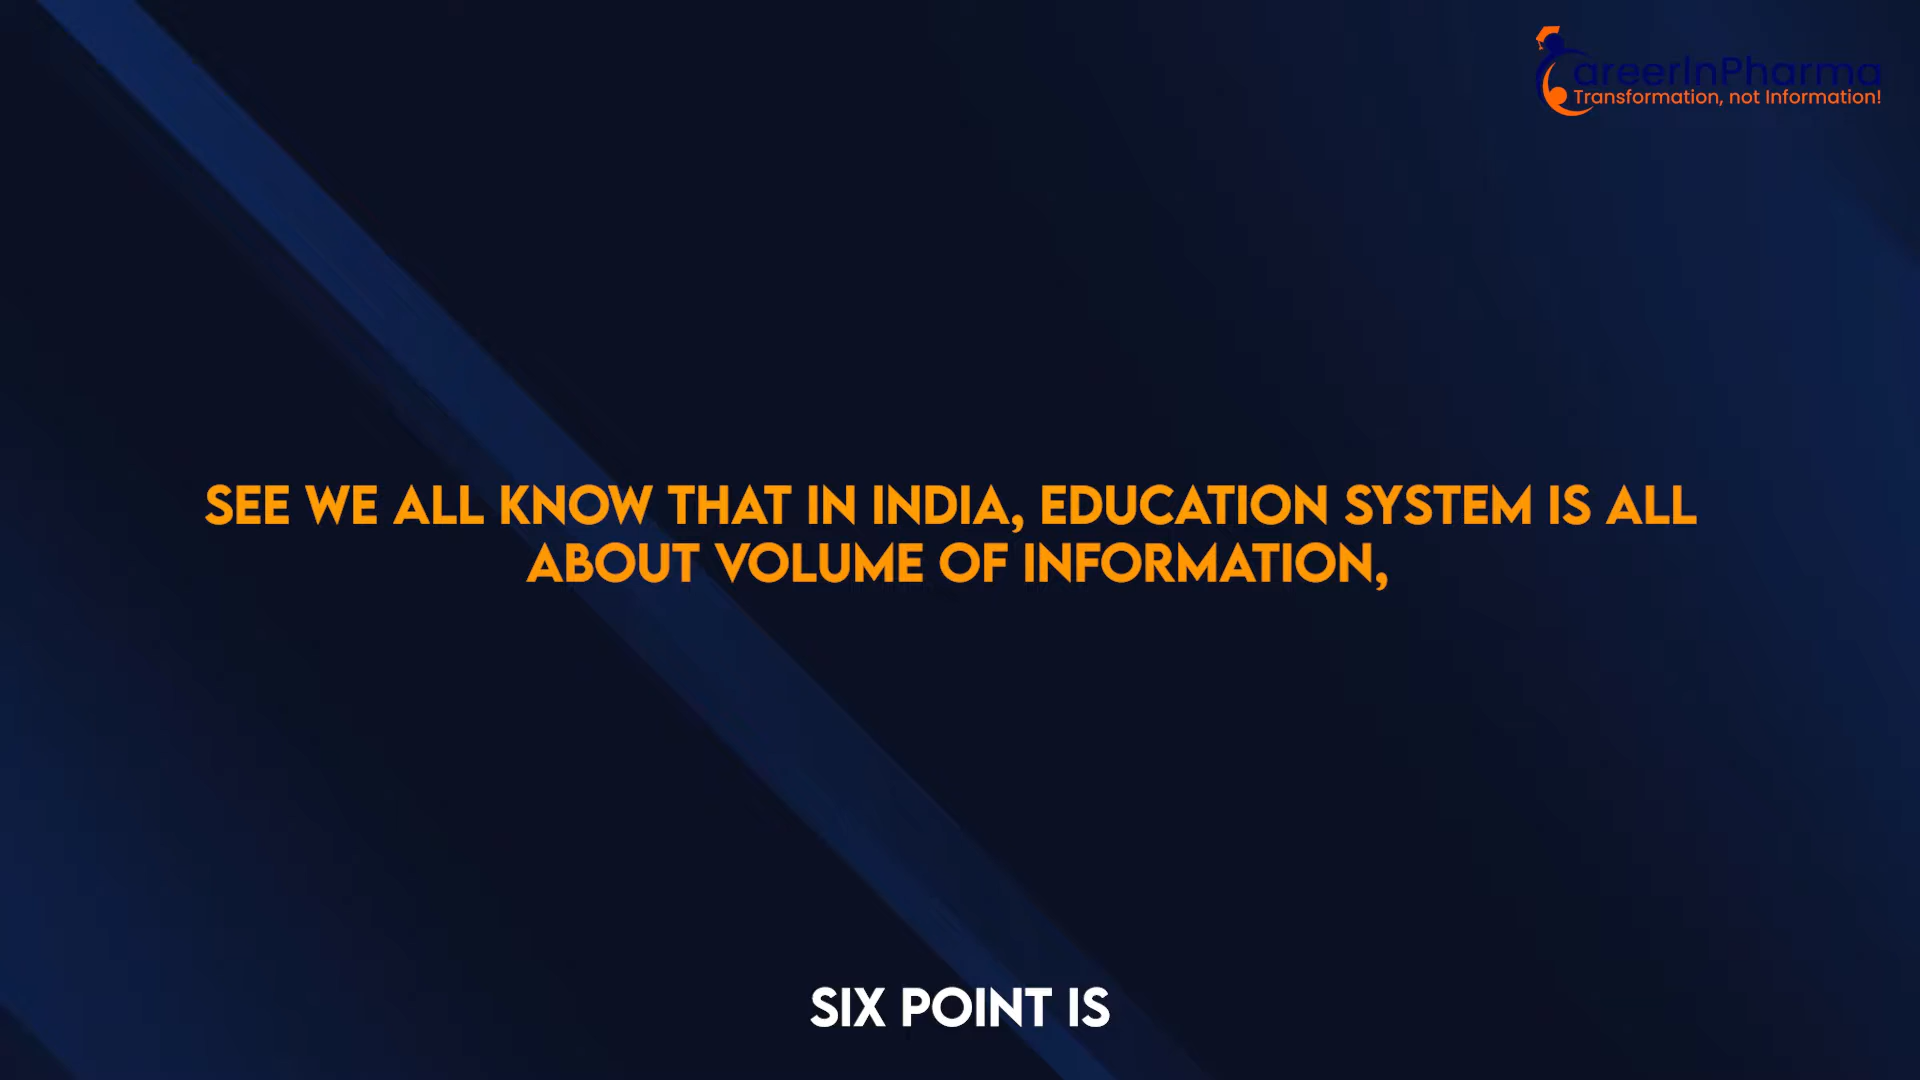 CareerInPharma
Transformation, not Information!
SEE WE ALL KNOW THAT IN INDIA, EDUCATION SYSTEM IS ALL
ABOUT VOLUME OF INFORMATION,
SIX POINT IS